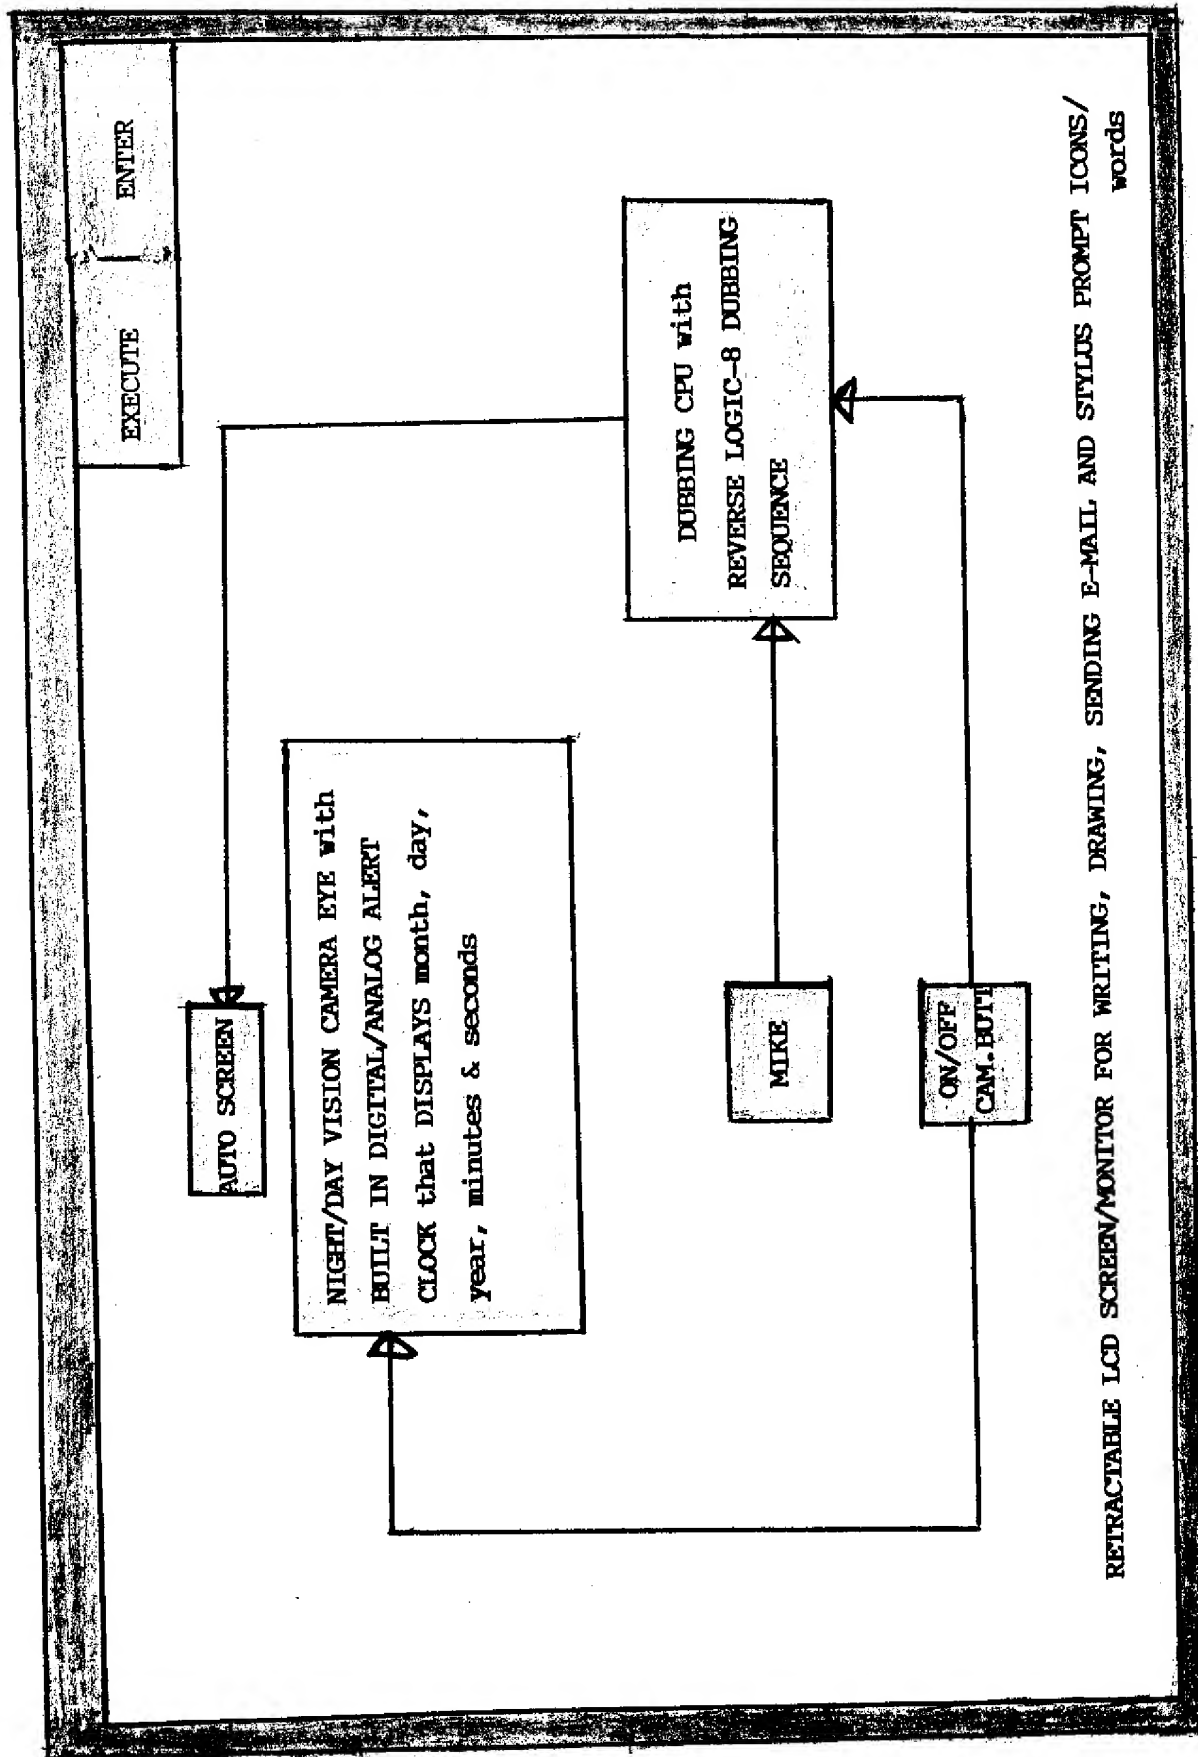 EXECUTE
ENTER
AUTO SCREEN
NIGHT/DAY VISION CAMERA EYE with
BUILT IN DIGITAL/ANALOG ALERT
CLOCK that DISPLAYS month, day,
year, minutes & seconds
DUBBING CPU with
REVERSE LOGIC-8 DUBBING
SEQUENCE
MIKE
ON/OFF
CAM.BUTT
RETRACTABLE LCD SCREEN/MONITOR FOR WRITING, DRAWING, SENDING E-MAIL AND STYLUS PROMPT ICONS/
words